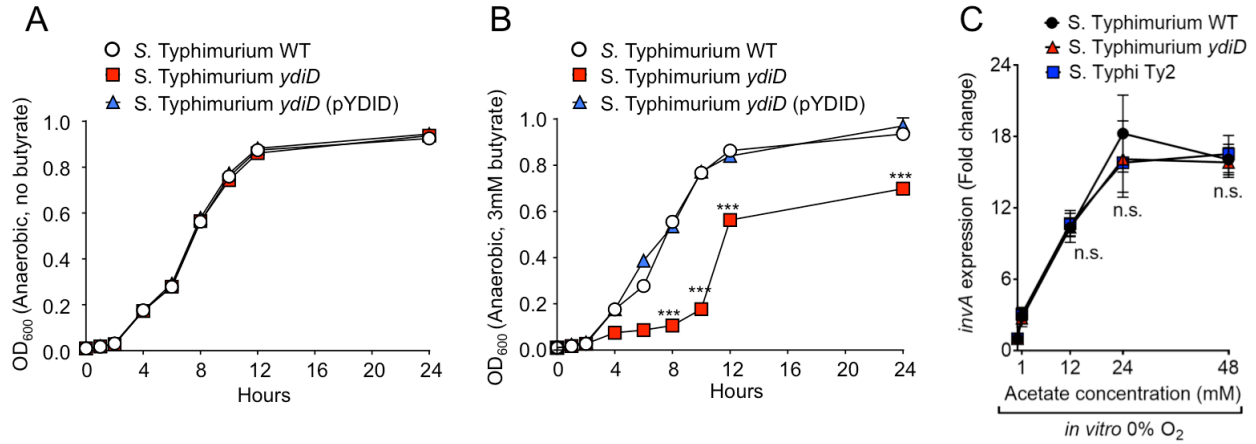 A
S. Typhimurium WT
S. Typhimurium ydiD
S. Typhimurium ydiD (pYDID)
OD600 (Anaerobic, no butyrate)
1.0
0.8
0.6
0.4
0.2
0.0
0 4 8 12 16 20 24
Hours
B
S. Typhimurium WT
S. Typhimurium ydiD
S. Typhimurium ydiD (pYDID)
OD600 (Anaerobic, 3mM butyrate)
1.0
0.8
0.6
0.4
0.2
0.0
***
***
***
***
0 4 8 12 16 20 24
Hours
C
S. Typhimurium WT
S. Typhimurium ydiD
S. Typhi Ty2
invA expression (Fold change)
24
18
12
6
0
n.s.
n.s.
n.s.
1 12 24 48
Acetate concentration (mM)
in vitro 0% O2